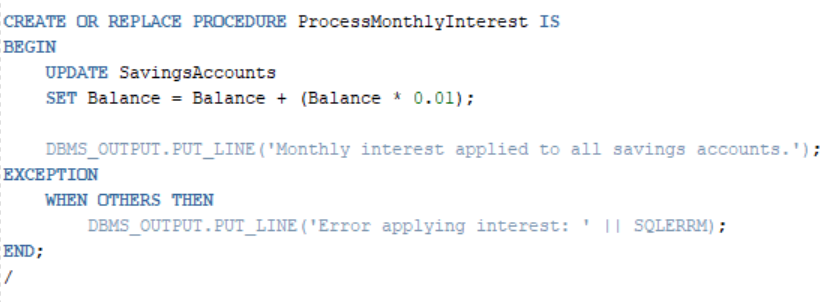 CREATE OR REPLACE PROCEDURE ProcessMonthlyInterest IS
BEGIN
    UPDATE SavingsAccounts
    SET Balance = Balance + (Balance * 0.01);

    DBMS_OUTPUT.PUT_LINE('Monthly interest applied to all savings accounts.');
EXCEPTION
    WHEN OTHERS THEN
        DBMS_OUTPUT.PUT_LINE('Error applying interest: ' || SQLERRM);
END;
/